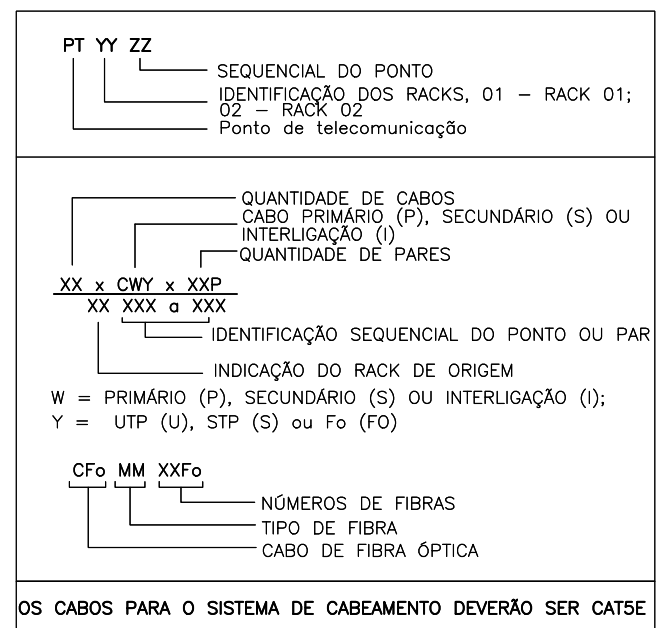 PT YY ZZ
SEQUENCIAL DO PONTO
IDENTIFICAÇÃO DOS RACKS, 01 – RACK 01;
02 – RACK 02
Ponto de telecomunicação
QUANTIDADE DE CABOS
CABO PRIMÁRIO (P), SECUNDÁRIO (S) OU
INTERLIGAÇÃO (I)
QUANTIDADE DE PARES
XX x CWY x XXP
XX XXX a XXX
IDENTIFICAÇÃO SEQUENCIAL DO PONTO OU PAR
INDICAÇÃO DO RACK DE ORIGEM
W = PRIMÁRIO (P), SECUNDÁRIO (S) OU INTERLIGAÇÃO (I);
Y = UTP (U), STP (S) ou Fo (FO)
CFo MM XXFo
NÚMEROS DE FIBRAS
TIPO DE FIBRA
CABO DE FIBRA ÓPTICA
OS CABOS PARA O SISTEMA DE CABEAMENTO DEVERÃO SER CAT5E